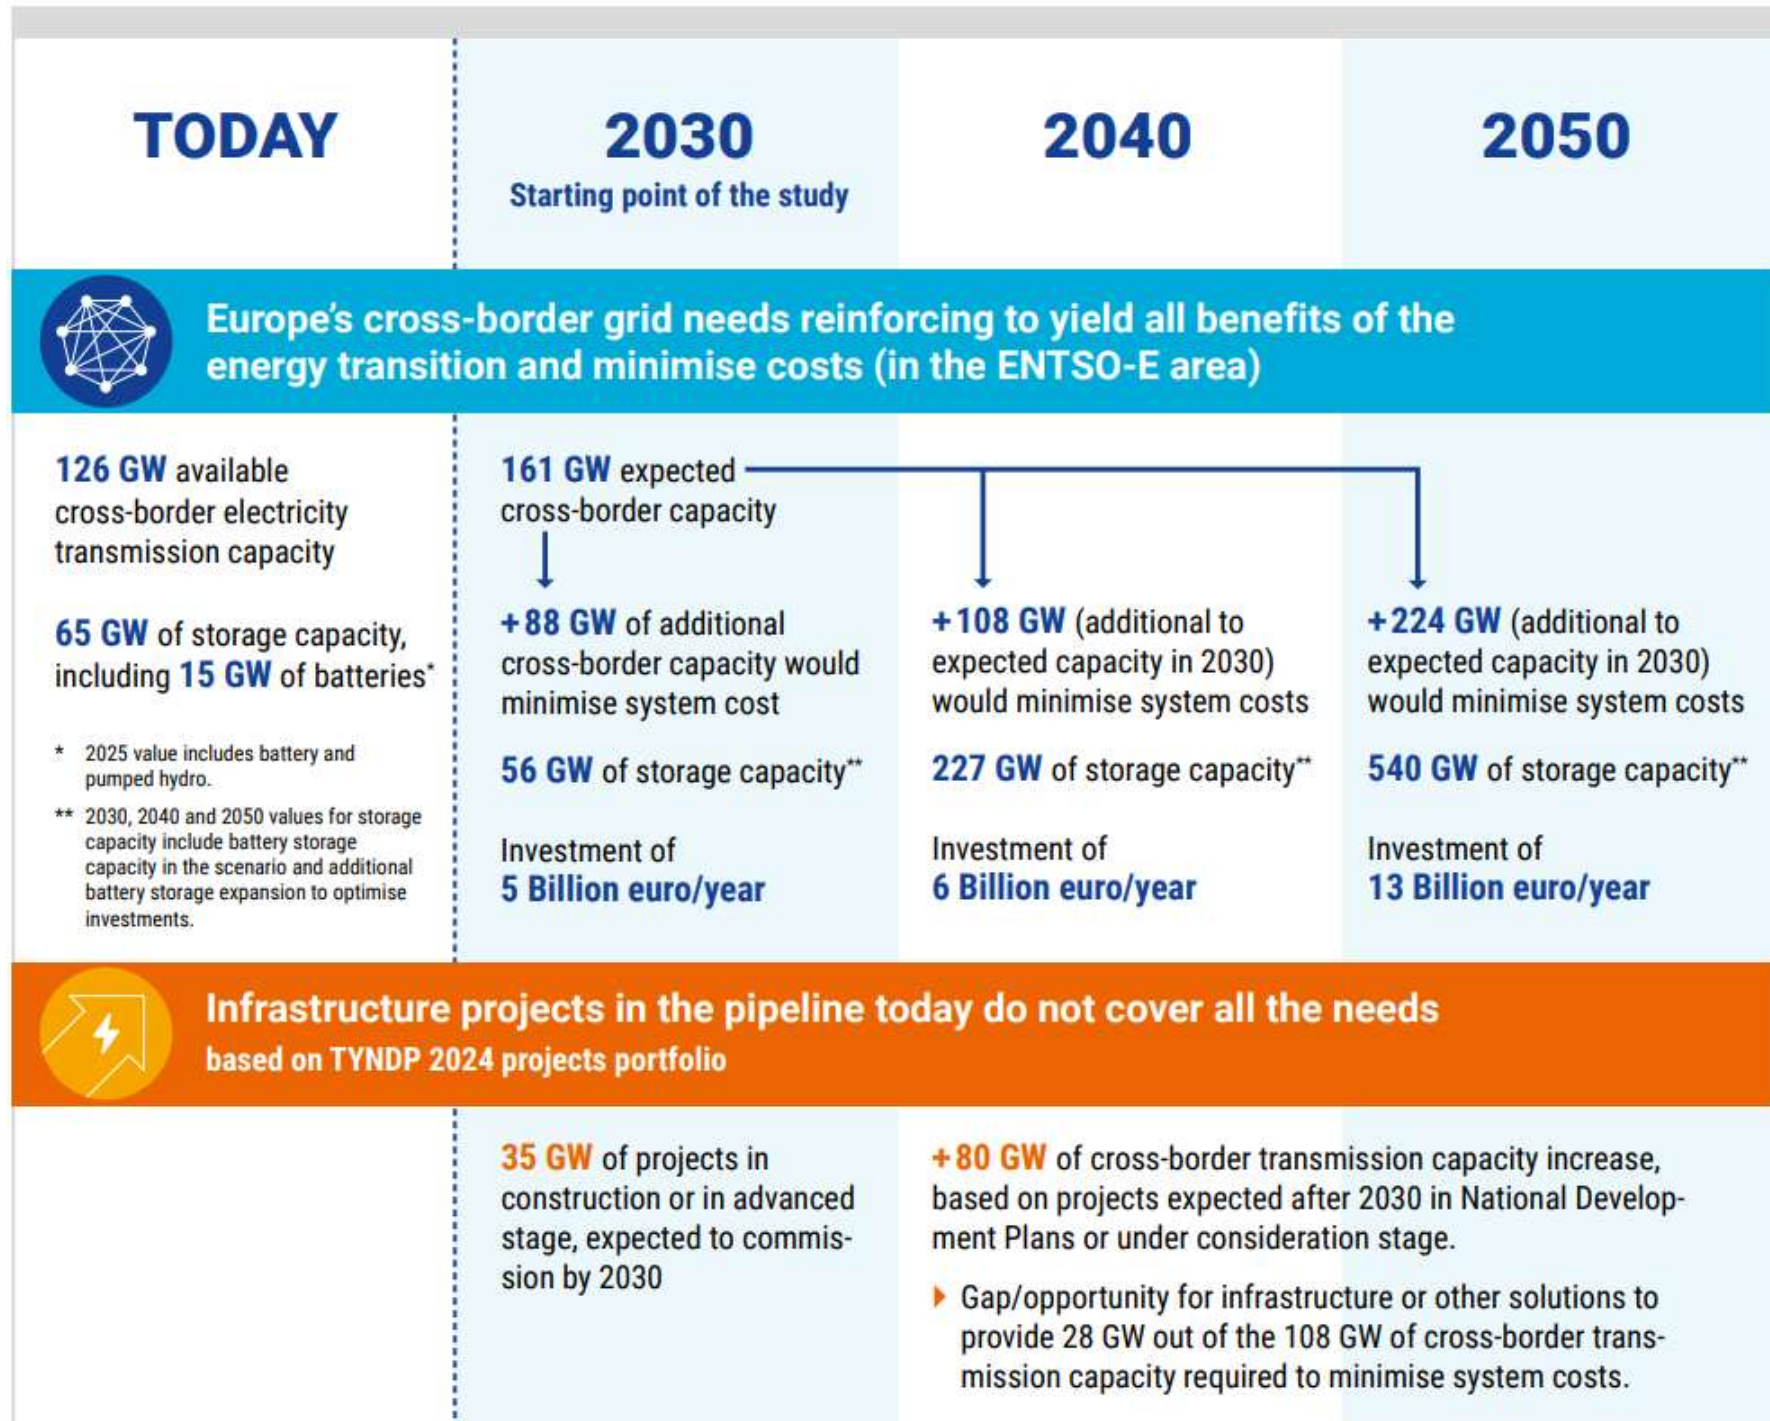 TODAY
2030
Starting point of the study
2040
2050
Europe's cross-border grid needs reinforcing to yield all benefits of the
energy transition and minimise costs (in the ENTSO-E area)
126 GW available
cross-border electricity
transmission capacity
65 GW of storage capacity,
including 15 GW of batteries*
* 2025 value includes battery and
pumped hydro.
** 2030, 2040 and 2050 values for storage
capacity include battery storage
capacity in the scenario and additional
battery storage expansion to optimise
investments.
161 GW expected
cross-border capacity
+88 GW of additional
cross-border capacity would
minimise system cost
56 GW of storage capacity**
Investment of
5 Billion euro/year
+108 GW (additional to
expected capacity in 2030)
would minimise system costs
227 GW of storage capacity**
Investment of
6 Billion euro/year
+224 GW (additional to
expected capacity in 2030)
would minimise system costs
540 GW of storage capacity**
Investment of
13 Billion euro/year
Infrastructure projects in the pipeline today do not cover all the needs
based on TYNDP 2024 projects portfolio
35 GW of projects in
construction or in advanced
stage, expected to commis-
sion by 2030
+80 GW of cross-border transmission capacity increase,
based on projects expected after 2030 in National Develop-
ment Plans or under consideration stage.
Gap/opportunity for infrastructure or other solutions to
provide 28 GW out of the 108 GW of cross-border trans-
mission capacity required to minimise system costs.